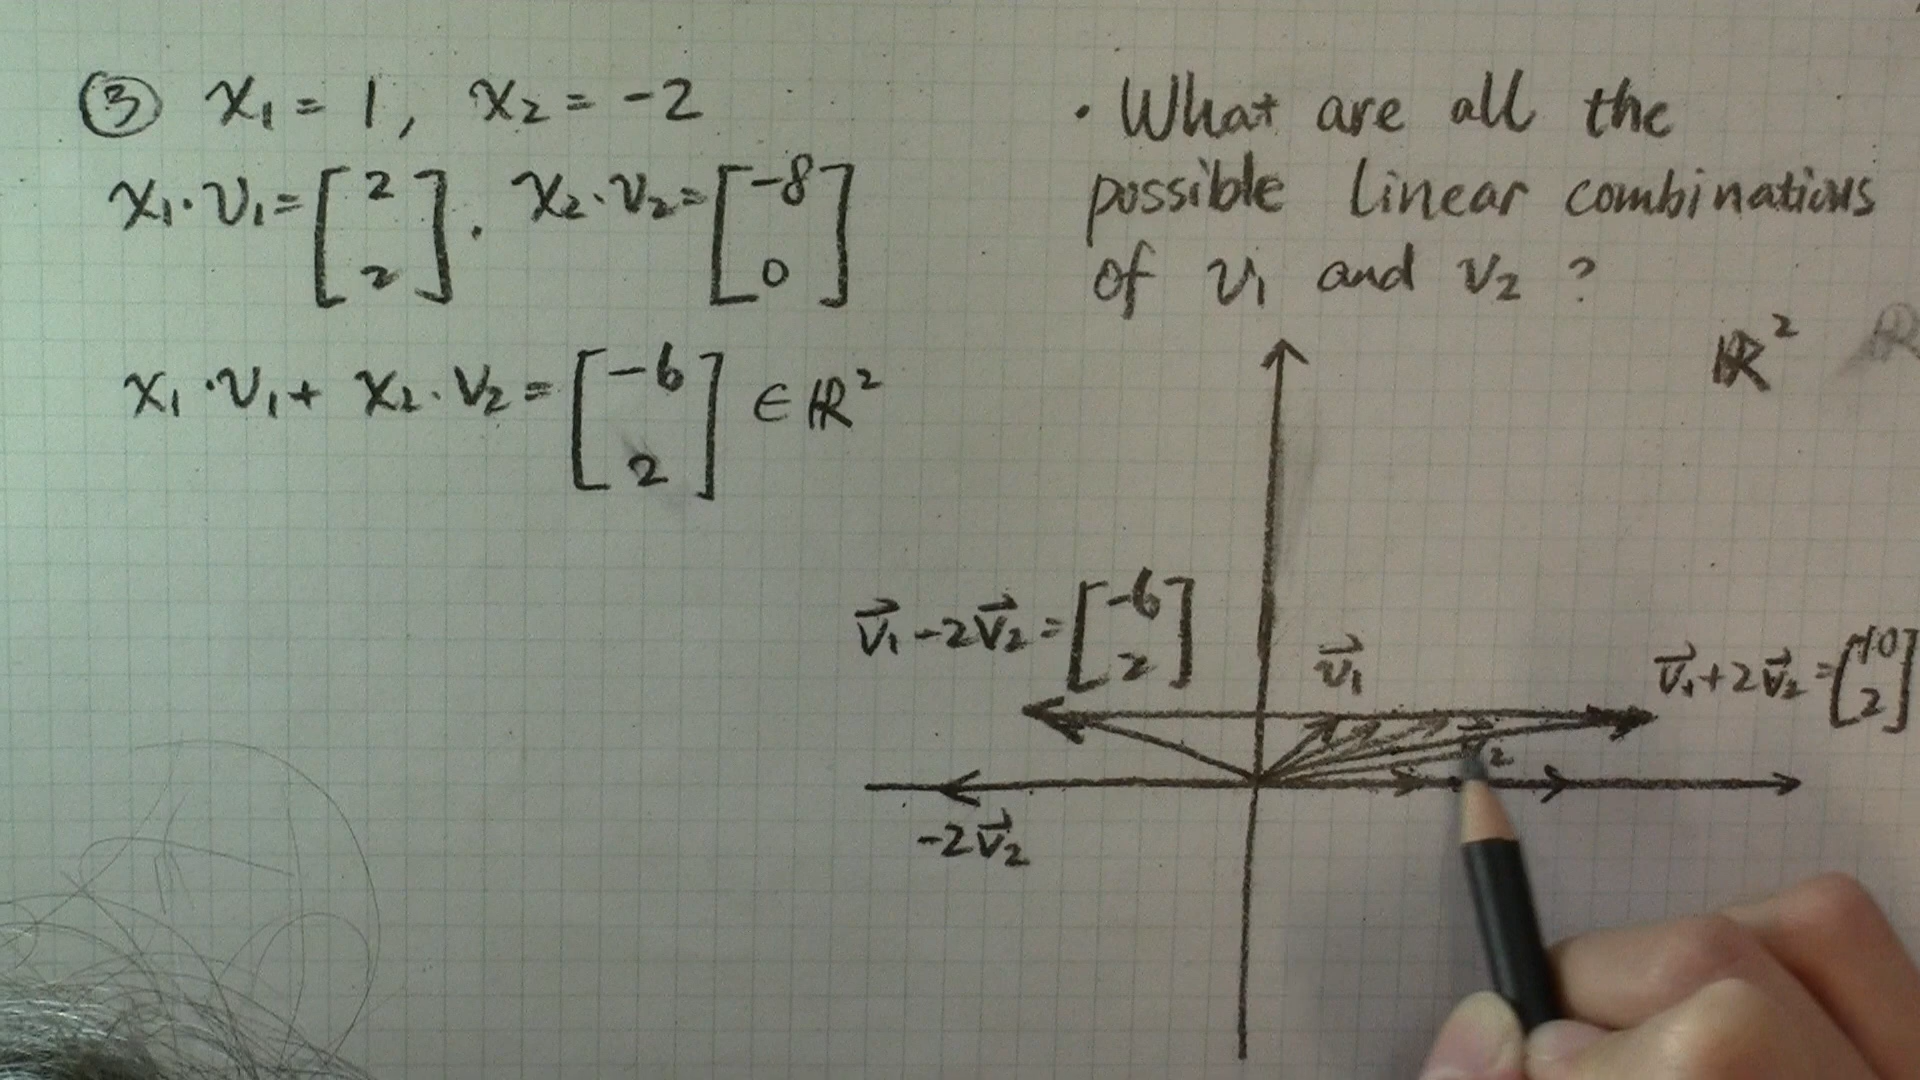 ③ x₁ = 1, x₂ = -2
x₁·v₁ = [2 2]. x₂·v₂ = [-8 0]
x₁·v₁ + x₂·v₂ = [-6 2] ∈ ℝ²
• What are all the
possible linear combinations
of v₁ and v₂ ?
ℝ² ℝ
v⃗₁ - 2v⃗₂ = [-6 2]
v⃗₁
v⃗₁ + 2v⃗₂ = [10 2]
-2v⃗₂